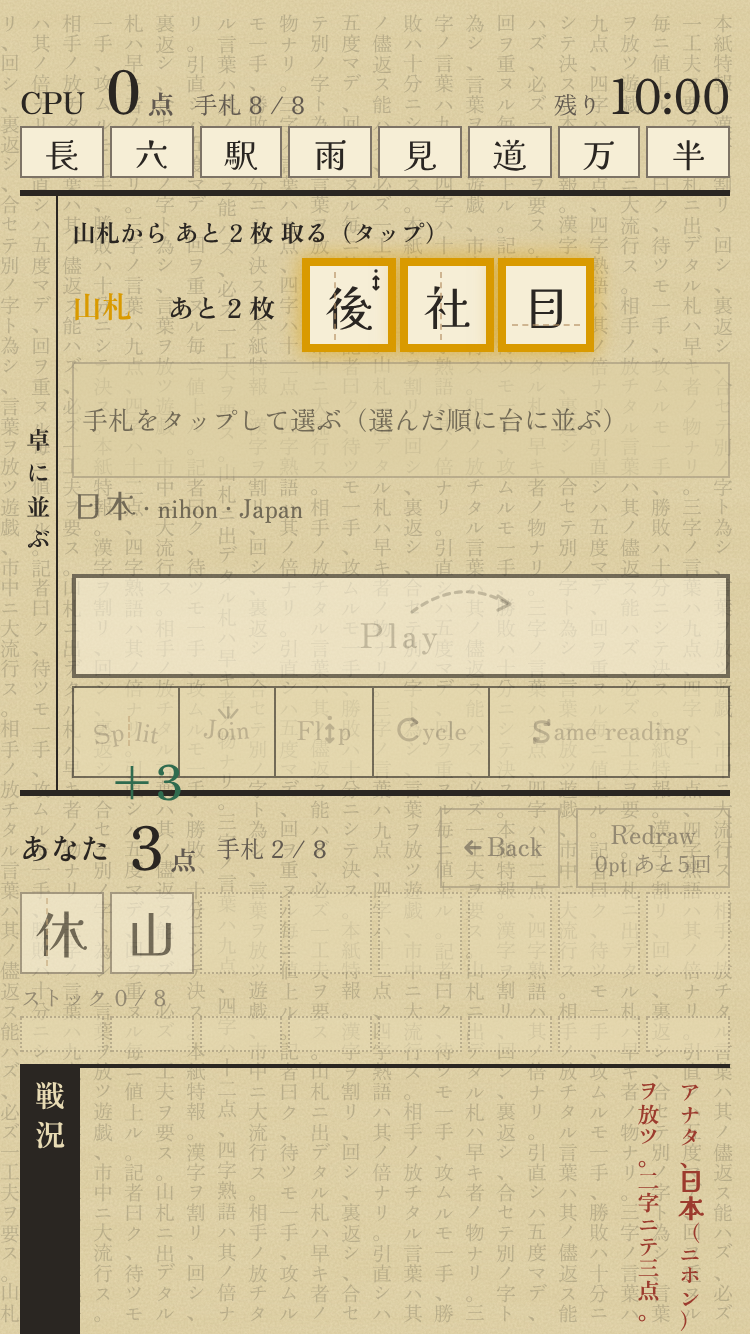 CPU 0点 手札 8 / 8 残り 10:00
長 六 駅 雨 見 道 万 半
山札から あと 2 枚 取る（タップ）
山札 あと 2 枚 後 社 目
卓に並ぶ
手札をタップして選ぶ（選んだ順に台に並ぶ）
日本 · nihon · Japan
Play
Split Join Flip Cycle Same reading
+3
あなた 3点 手札 2 / 8 ←Back Redraw
0pt あと5回
休 山
ストック 0 / 8
戦況
アナタ、日本（ニホン）
ヲ放ツ。二字ニテ三点。